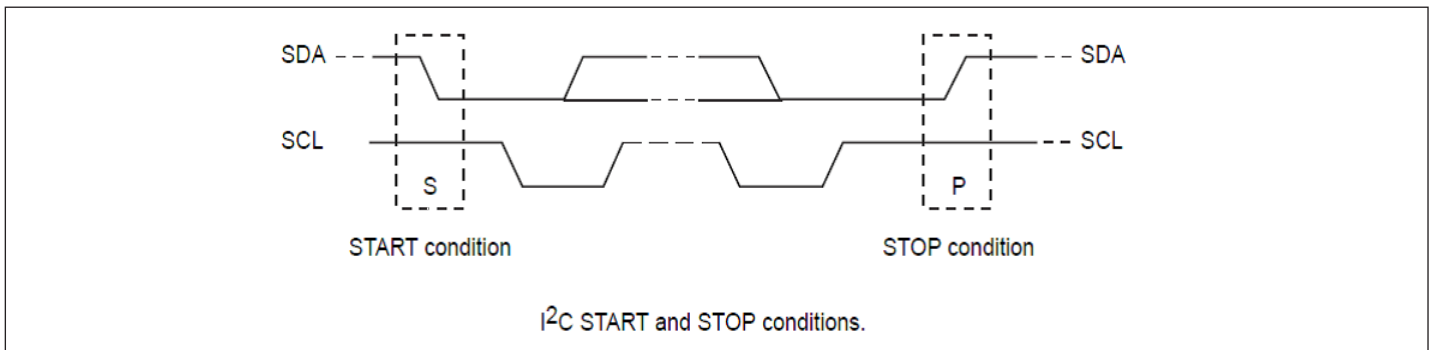 SDA SDA
SCL SCL
S P
START condition STOP condition
I²C START and STOP conditions.